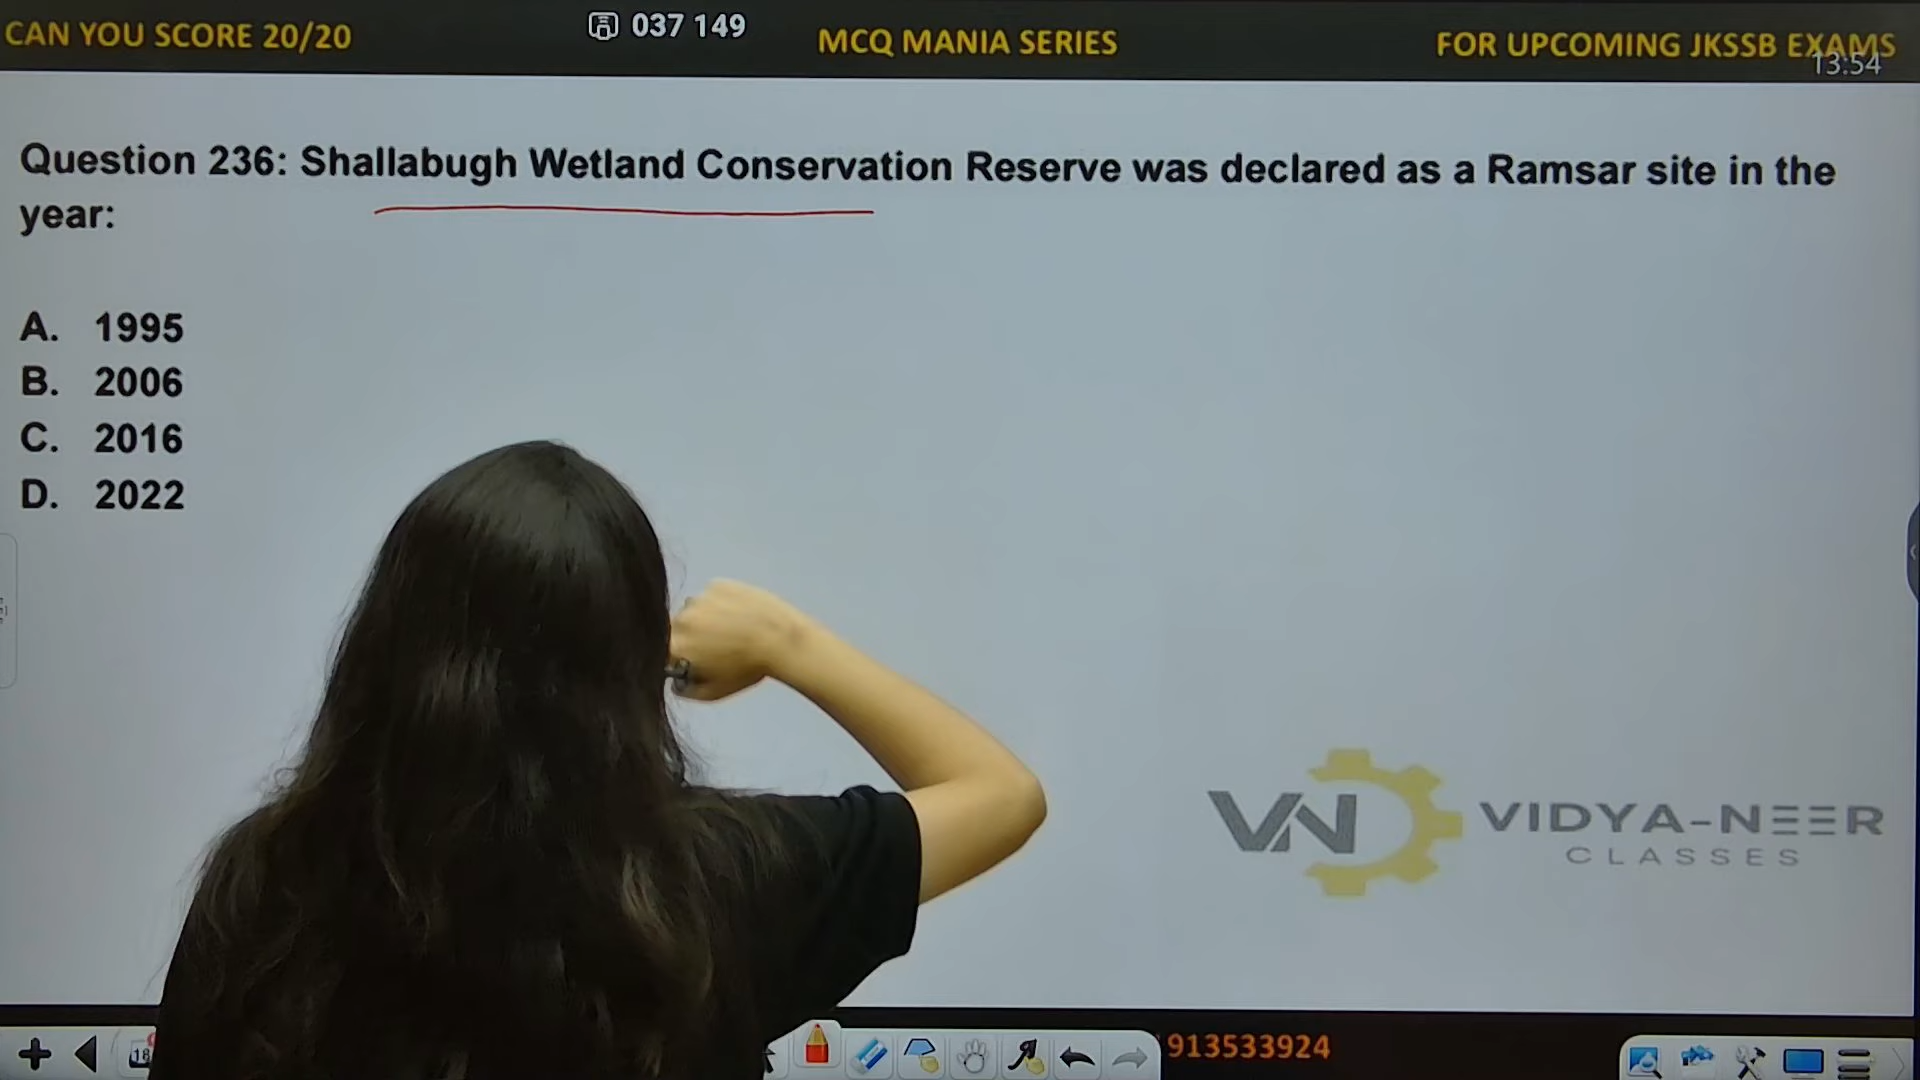 CAN YOU SCORE 20/20
037 149
MCQ MANIA SERIES
FOR UPCOMING JKSSB EXAMS
13:54
Question 236: Shallabugh Wetland Conservation Reserve was declared as a Ramsar site in the
year:
A. 1995
B. 2006
C. 2016
D. 2022
VN VIDYA-NEER
CLASSES
18
913533924